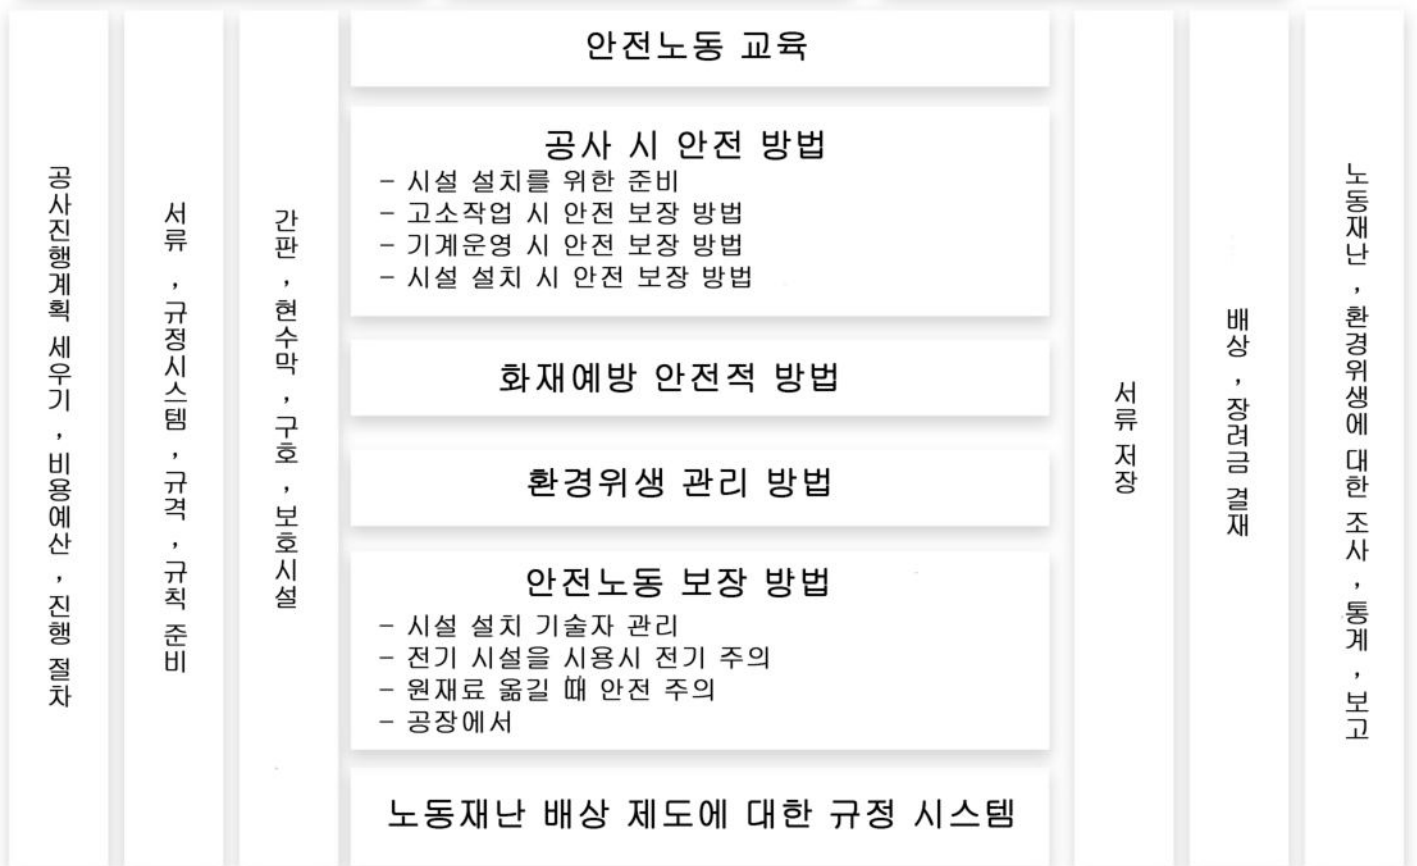 공사진행계획 세우기 , 비용예산 , 진행 절차
서류 , 규정시스템 , 규격 , 규칙 준비
간판 , 현수막 , 구호 , 보호시설
안전노동 교육
공사 시 안전 방법
– 시설 설치를 위한 준비
– 고소작업 시 안전 보장 방법
– 기계운영 시 안전 보장 방법
– 시설 설치 시 안전 보장 방법
화재예방 안전적 방법
환경위생 관리 방법
안전노동 보장 방법
– 시설 설치 기술자 관리
– 전기 시설을 시용시 전기 주의
– 원재료 옮길 때 안전 주의
– 공장에서
노동재난 배상 제도에 대한 규정 시스템
서류 저장
배상 , 장려금 결재
노동재난 , 환경위생에 대한 조사 , 통계 , 보고